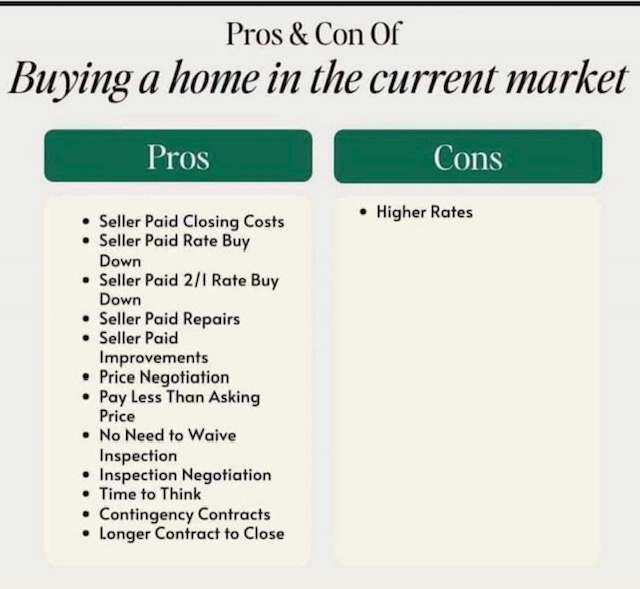 Pros & Con Of
Buying a home in the current market
Pros
Cons
• Seller Paid Closing Costs
• Seller Paid Rate Buy
Down
• Seller Paid 2/1 Rate Buy
Down
• Seller Paid Repairs
• Seller Paid
Improvements
• Price Negotiation
• Pay Less Than Asking
Price
• No Need to Waive
Inspection
• Inspection Negotiation
• Time to Think
• Contingency Contracts
• Longer Contract to Close
• Higher Rates